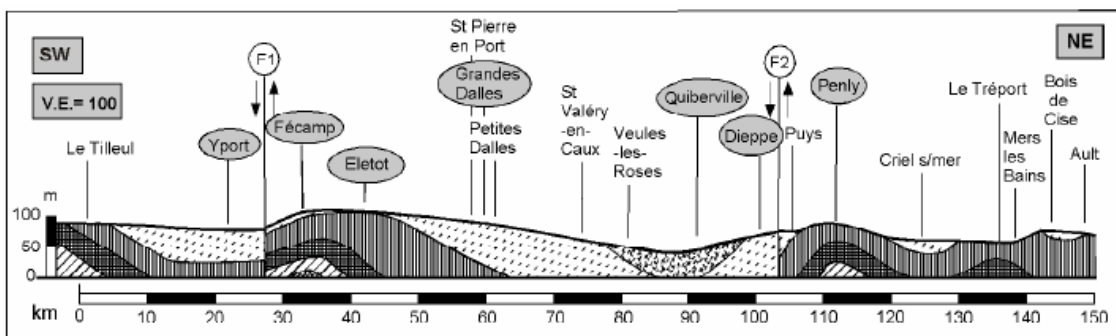 SW
NE
V.E.= 100
Le Tilleul
Yport
F1
Fécamp
Eletot
St Pierre
en Port
Grandes
Dalles
Petites
Dalles
St
Valéry
-en-
Caux
Veules
-les-
Roses
Quiberville
F2
Dieppe
Puys
Penly
Criel s/mer
Le Tréport
Mers
les
Bains
Bois
de
Cise
Ault
m
100
50
0
km
0 10 20 30 40 50 60 70 80 90 100 110 120 130 140 150